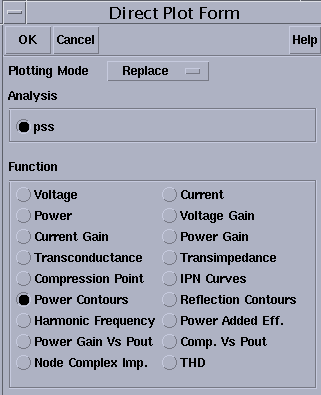 Direct Plot Form
OK Cancel Help
Plotting Mode Replace
Analysis
pss
Function
Voltage Current
Power Voltage Gain
Current Gain Power Gain
Transconductance Transimpedance
Compression Point IPN Curves
Power Contours Reflection Contours
Harmonic Frequency Power Added Eff.
Power Gain Vs Pout Comp. Vs Pout
Node Complex Imp. THD